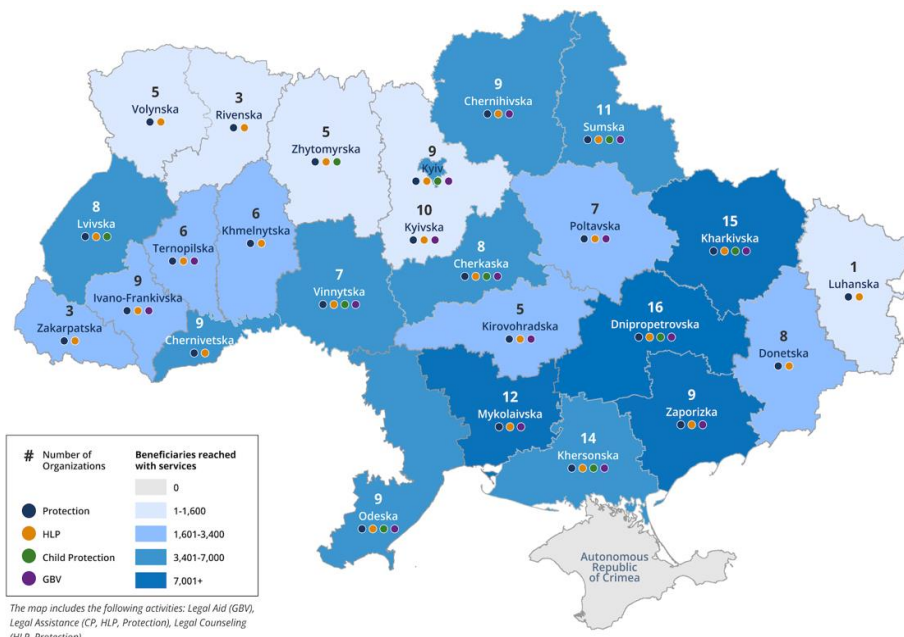 9
Chernihivska
11
Sumska
5
Volynska
3
Rivenska
5
Zhytomyrska
9
Kyiv
10
Kyivska
8
Lvivska
6
Ternopilska
6
Khmelnytska
7
Poltavska
15
Kharkivska
8
Cherkaska
1
Luhanska
7
Vinnytska
9
Ivano-Frankivska
3
Zakarpatska
9
Chernivetska
5
Kirovohradska
16
Dnipropetrovska
8
Donetska
12
Mykolaivska
9
Zaporizka
14
Khersonska
9
Odeska
Autonomous
Republic
of Crimea
# Number of
Organizations
Protection
HLP
Child Protection
GBV
Beneficiaries reached
with services
0
1-1,600
1,601-3,400
3,401-7,000
7,001+
The map includes the following activities: Legal Aid (GBV),
Legal Assistance (CP, HLP, Protection), Legal Counseling
(HLP, Protection)